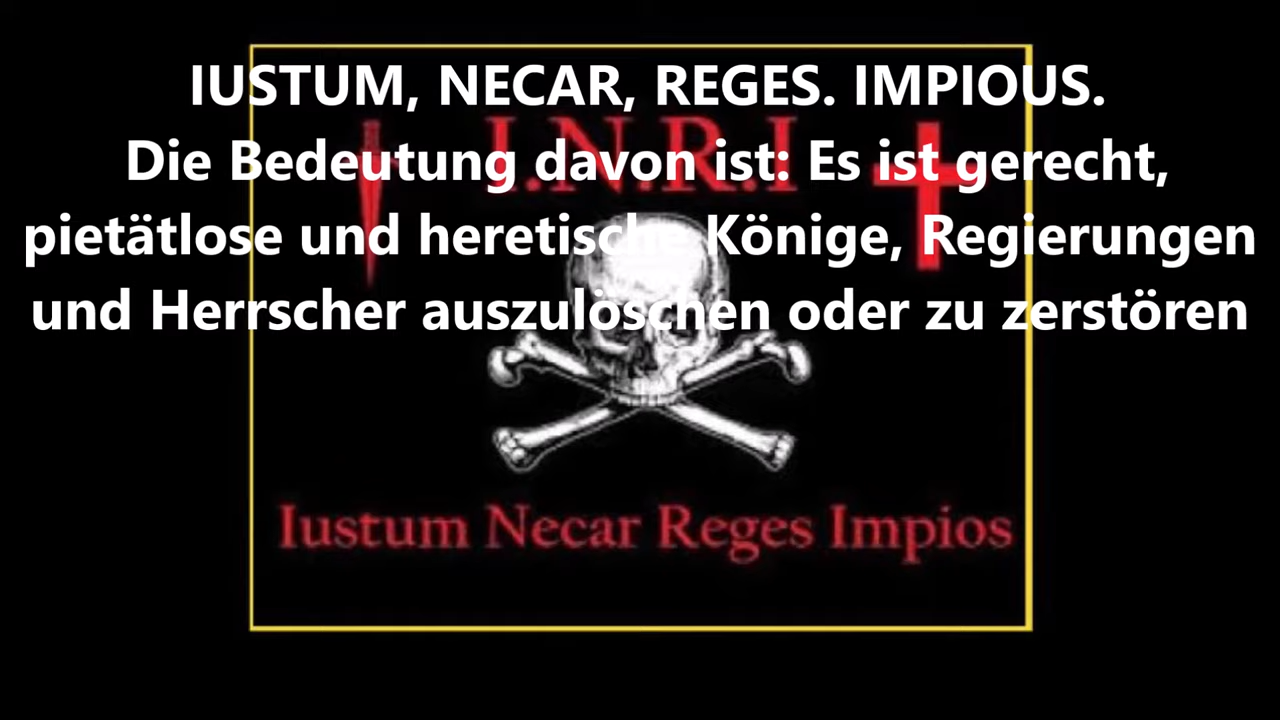 IUSTUM, NECAR, REGES. IMPIOUS.
I.N.R.I
Die Bedeutung davon ist: Es ist gerecht,
pietätlose und heretische Könige, Regierungen
und Herrscher auszulöschen oder zu zerstören
Iustum Necar Reges Impios